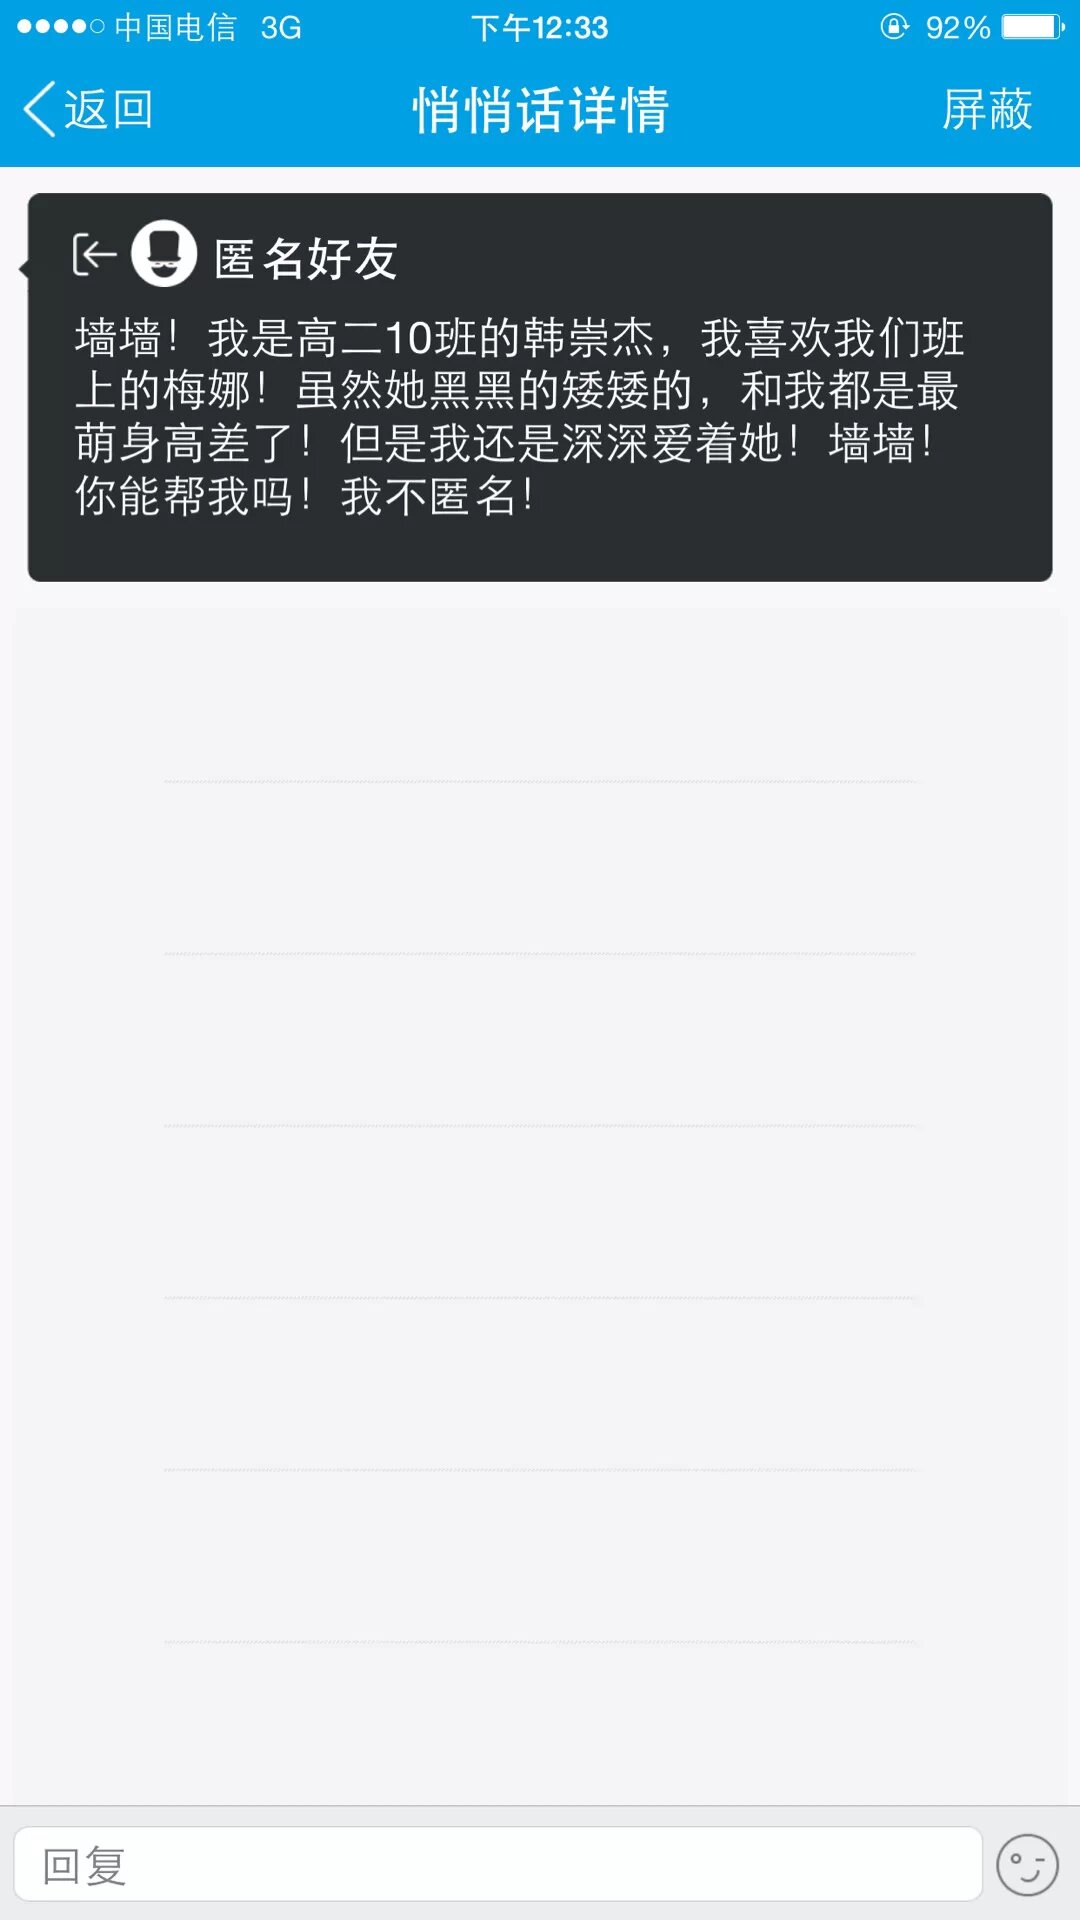 中国电信 3G 下午12:33 92%
返回 悄悄话详情 屏蔽
匿名好友
墙墙！我是高二10班的韩崇杰，我喜欢我们班
上的梅娜！虽然她黑黑的矮矮的，和我都是最
萌身高差了！但是我还是深深爱着她！墙墙！
你能帮我吗！我不匿名！
回复